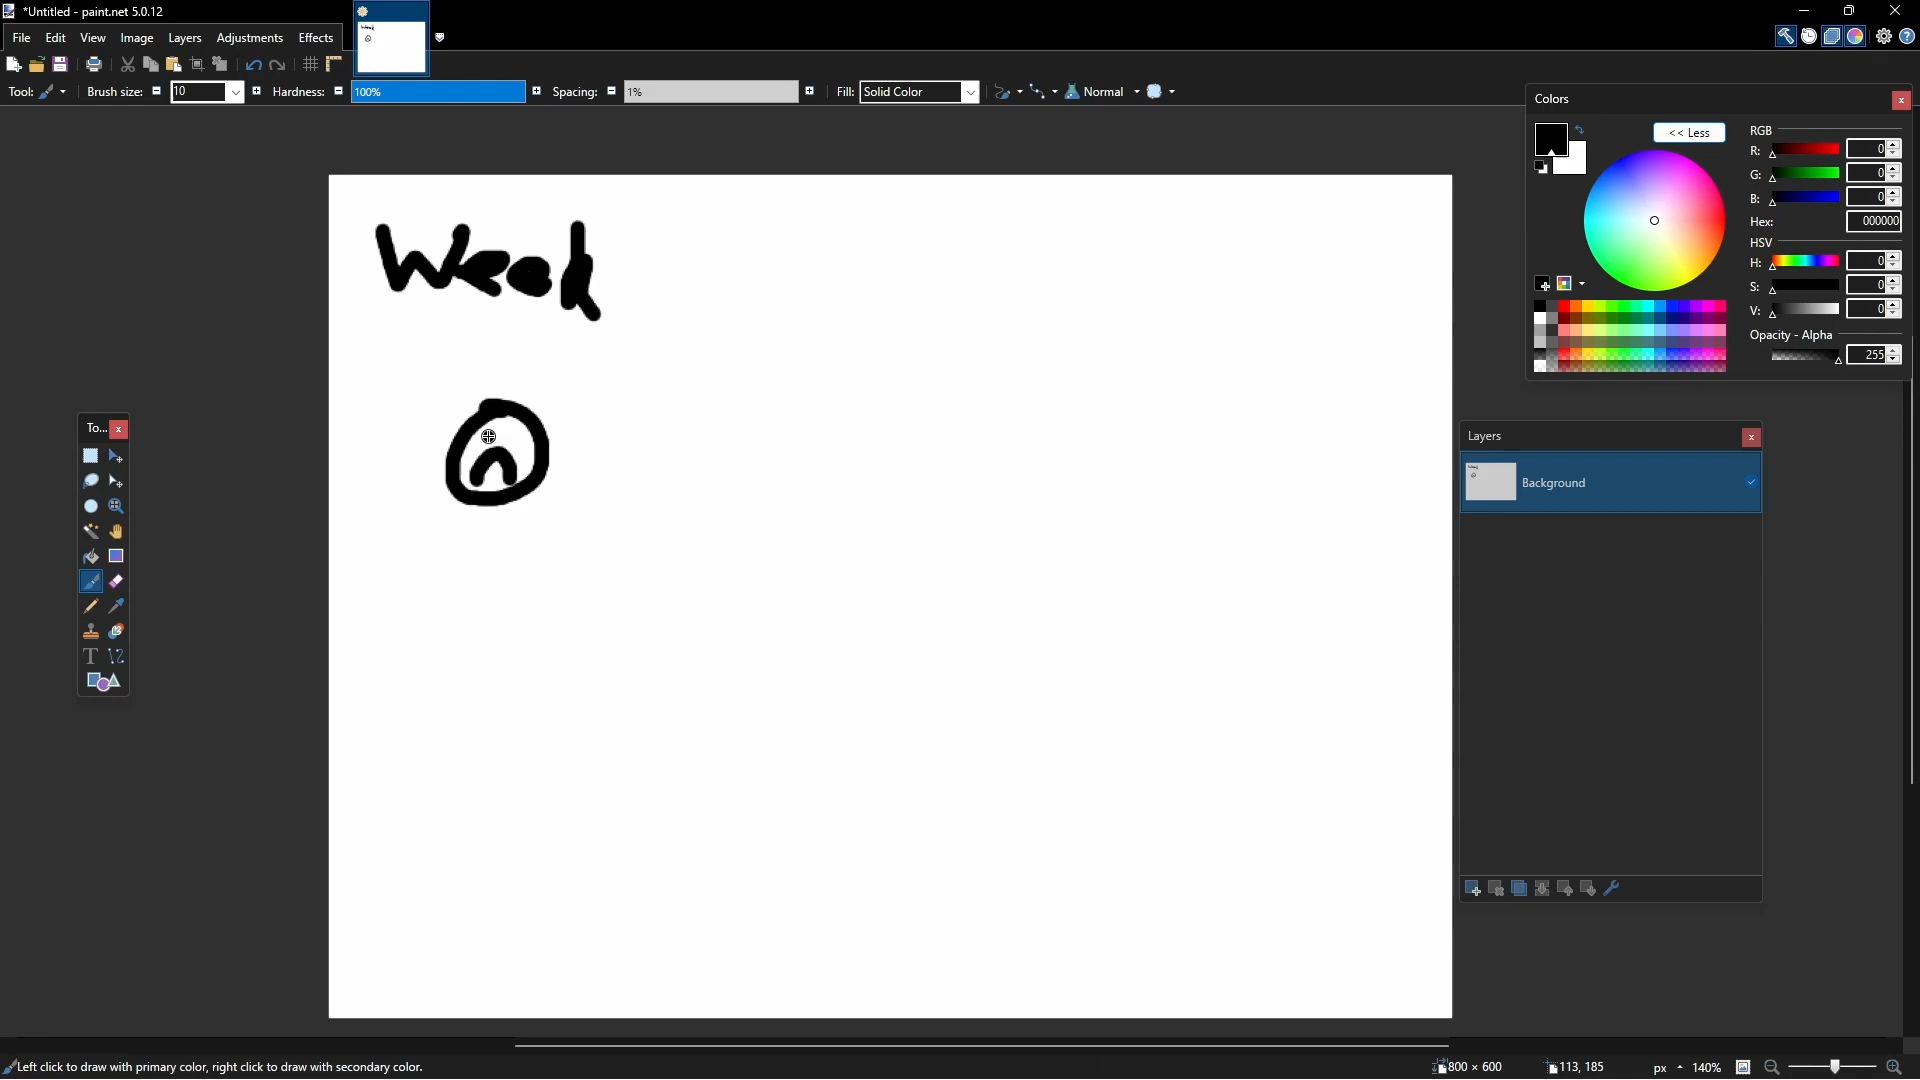 *Untitled - paint.net 5.0.12
File Edit View Image Layers Adjustments Effects
Tool: Brush size: 10 Hardness: 100% Spacing: 1% Fill: Solid Color Normal
Colors
<< Less
RGB
R: 0
G: 0
B: 0
Hex: 000000
HSV
H: 0
S: 0
V: 0
Opacity - Alpha
255
To...
Layers
Background
Left click to draw with primary color, right click to draw with secondary color.
800 × 600 113, 185 px 140%